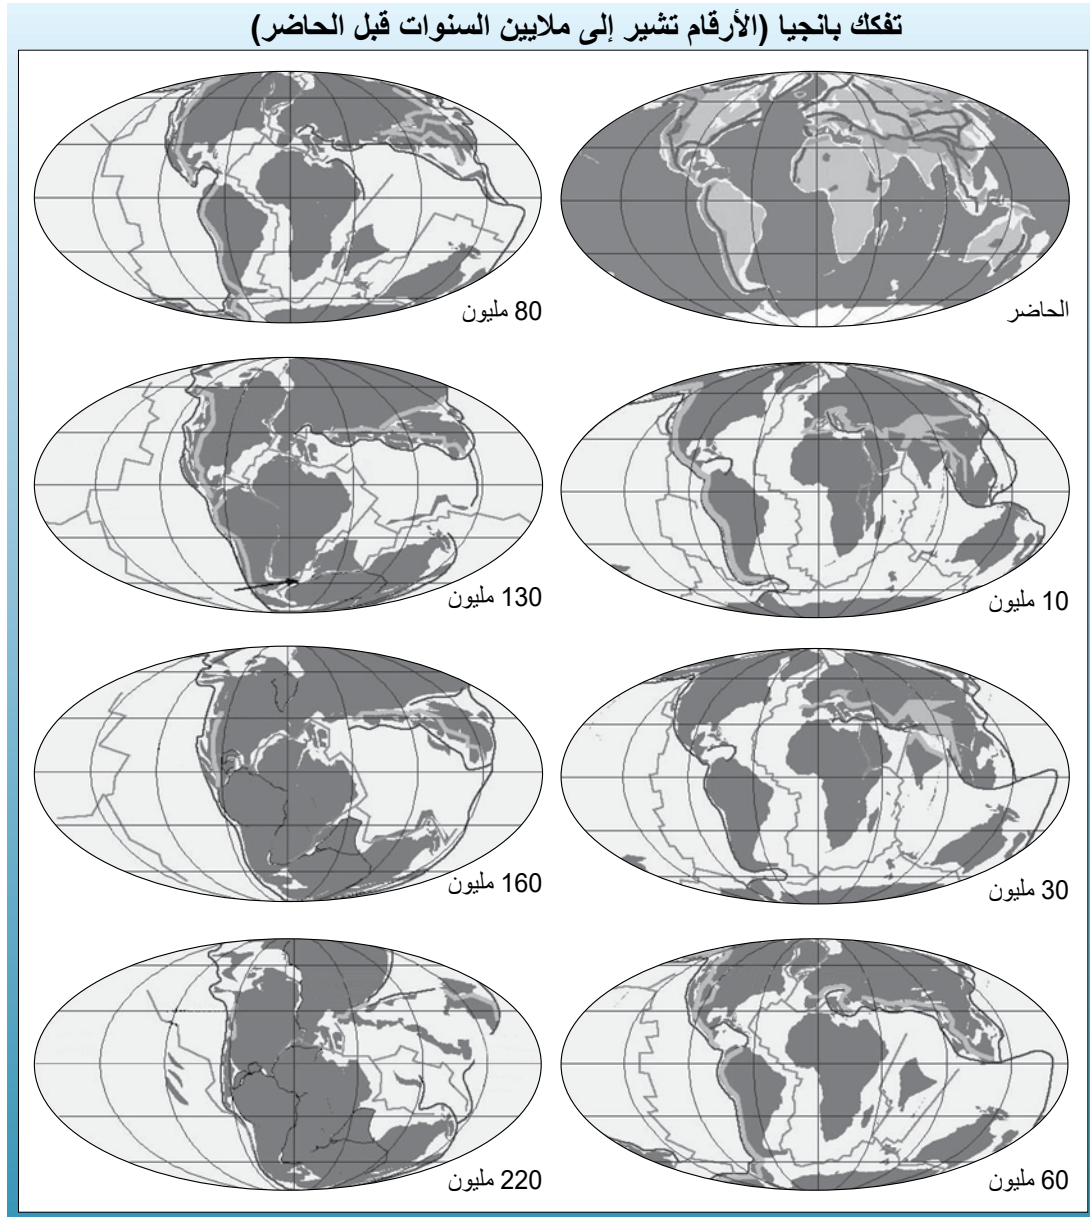 تفكك بانجيا (الأرقام تشير إلى ملايين السنوات قبل الحاضر)
الحاضر
80 مليون
10 مليون
130 مليون
30 مليون
160 مليون
60 مليون
220 مليون